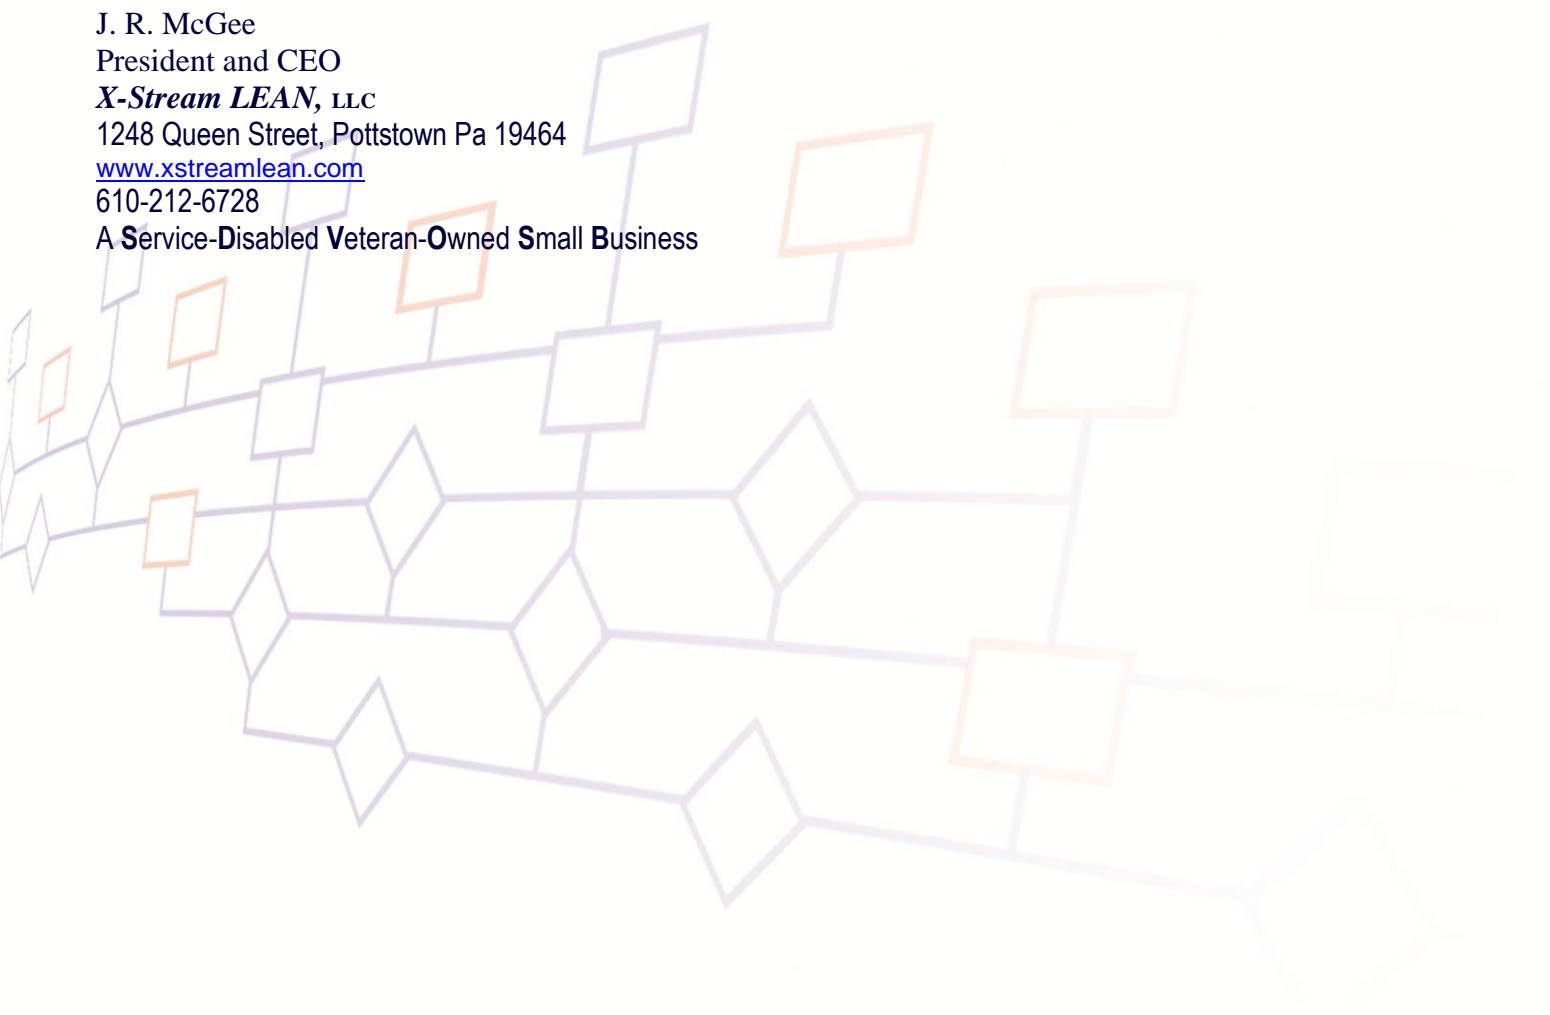 J. R. McGee
President and CEO
X-Stream LEAN, LLC
1248 Queen Street, Pottstown Pa 19464
www.xstreamlean.com
610-212-6728
A Service-Disabled Veteran-Owned Small Business